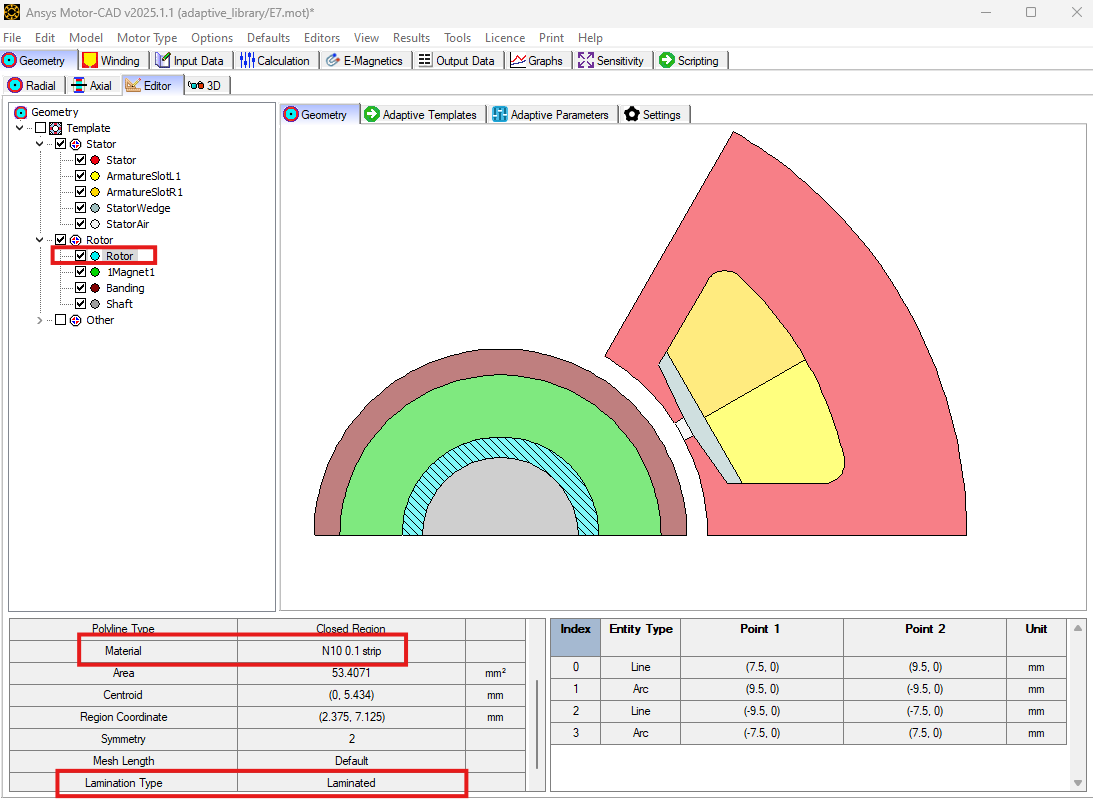 Ansys Motor-CAD v2025.1.1 (adaptive_library/E7.mot)*
File Edit Model Motor Type Options Defaults Editors View Results Tools Licence Print Help
Geometry Winding Input Data Calculation E-Magnetics Output Data Graphs Sensitivity Scripting
Radial Axial Editor 3D
Geometry
Template
Stator
Stator
ArmatureSlotL1
ArmatureSlotR1
StatorWedge
StatorAir
Rotor
Rotor
1Magnet1
Banding
Shaft
Other
Geometry Adaptive Templates Adaptive Parameters Settings
Polyline Type Closed Region
Material N10 0.1 strip
Area 53.4071 mm²
Centroid (0, 5.434) mm
Region Coordinate (2.375, 7.125) mm
Symmetry 2
Mesh Length Default
Lamination Type Laminated
Index Entity Type Point 1 Point 2 Unit
0 Line (7.5, 0) (9.5, 0) mm
1 Arc (9.5, 0) (-9.5, 0) mm
2 Line (-9.5, 0) (-7.5, 0) mm
3 Arc (-7.5, 0) (7.5, 0) mm